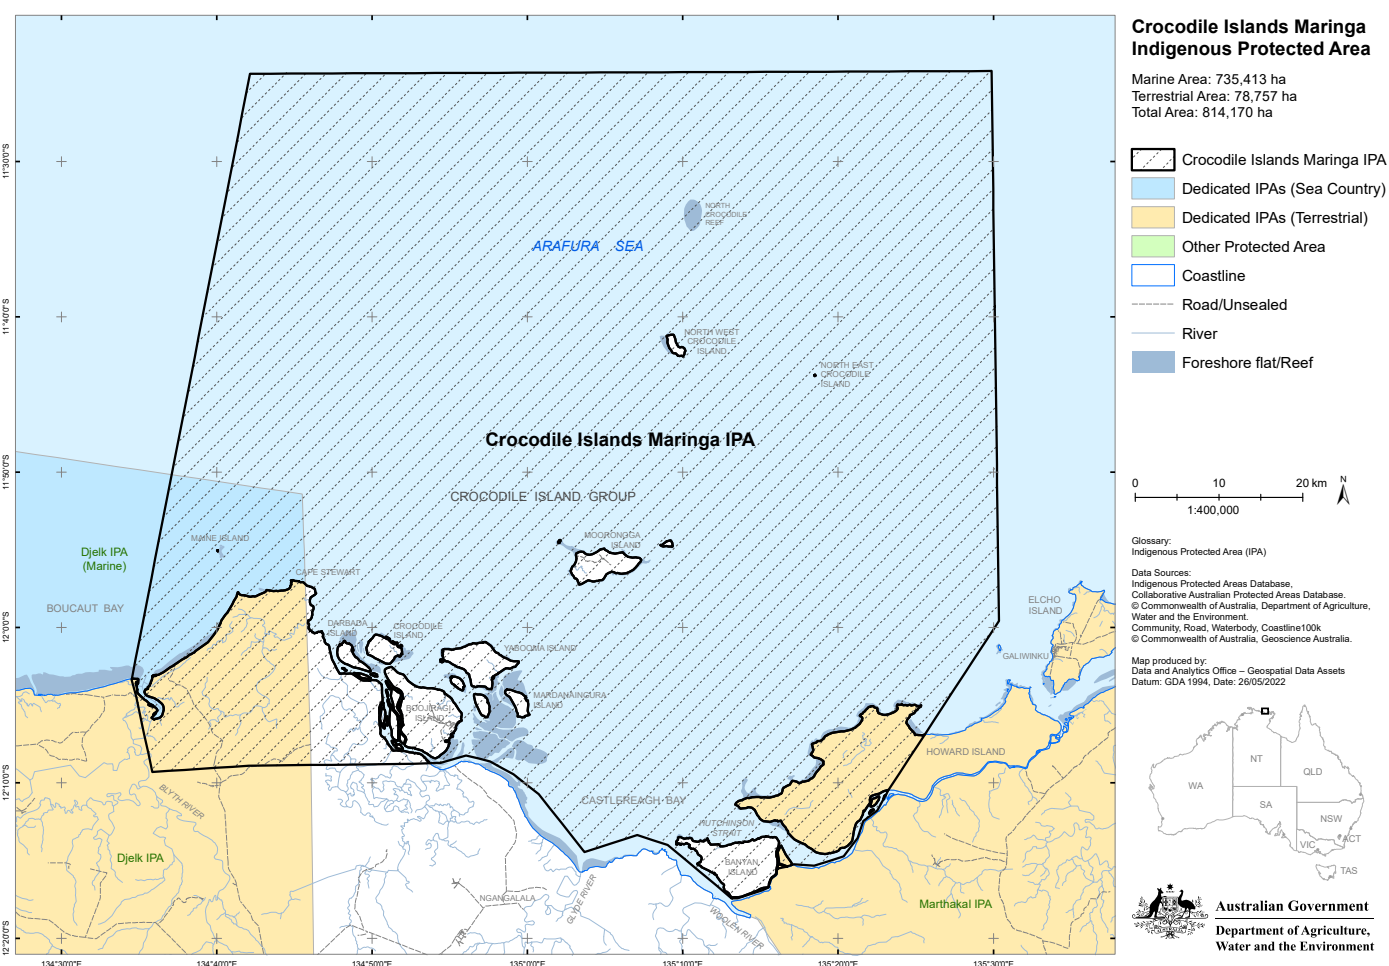 Crocodile Islands Maringa
Indigenous Protected Area
Marine Area: 735,413 ha
Terrestrial Area: 78,757 ha
Total Area: 814,170 ha
Crocodile Islands Maringa IPA
Dedicated IPAs (Sea Country)
Dedicated IPAs (Terrestrial)
Other Protected Area
Coastline
Road/Unsealed
River
Foreshore flat/Reef
0 10 20 km
N
1:400,000
Glossary:
Indigenous Protected Area (IPA)
Data Sources:
Indigenous Protected Areas Database,
Collaborative Australian Protected Areas Database.
© Commonwealth of Australia, Department of Agriculture,
Water and the Environment.
Community, Road, Waterbody, Coastline100k
© Commonwealth of Australia, Geoscience Australia.
Map produced by:
Data and Analytics Office – Geospatial Data Assets
Datum: GDA 1994, Date: 26/05/2022
WA
NT
QLD
SA
NSW
ACT
VIC
TAS
Australian Government
Department of Agriculture,
Water and the Environment
NORTH
CROCODILE
REEF
ARAFURA SEA
NORTH WEST
CROCODILE
ISLAND
NORTH EAST
CROCODILE
ISLAND
Crocodile Islands Maringa IPA
CROCODILE ISLAND GROUP
MAINE ISLAND
MOORONGGA
ISLAND
Djelk IPA
(Marine)
CAPE STEWART
BOUCAUT BAY
ELCHO
ISLAND
DARBADA
ISLAND
CROCODILE
ISLAND
YABOOMA ISLAND
GALIWINKU
MARDANAINGURA
ISLAND
BOOJIRAGI
ISLAND
HOWARD ISLAND
BLYTH RIVER
CASTLEREAGH BAY
HUTCHINSON
STRAIT
Djelk IPA
BANYAN
ISLAND
NGANGALALA
GLYDE RIVER
WOOLEN RIVER
Marthakal IPA
11°30'0"S
11°40'0"S
11°50'0"S
12°0'0"S
12°10'0"S
12°20'0"S
134°30'0"E
134°40'0"E
134°50'0"E
135°0'0"E
135°10'0"E
135°20'0"E
135°30'0"E